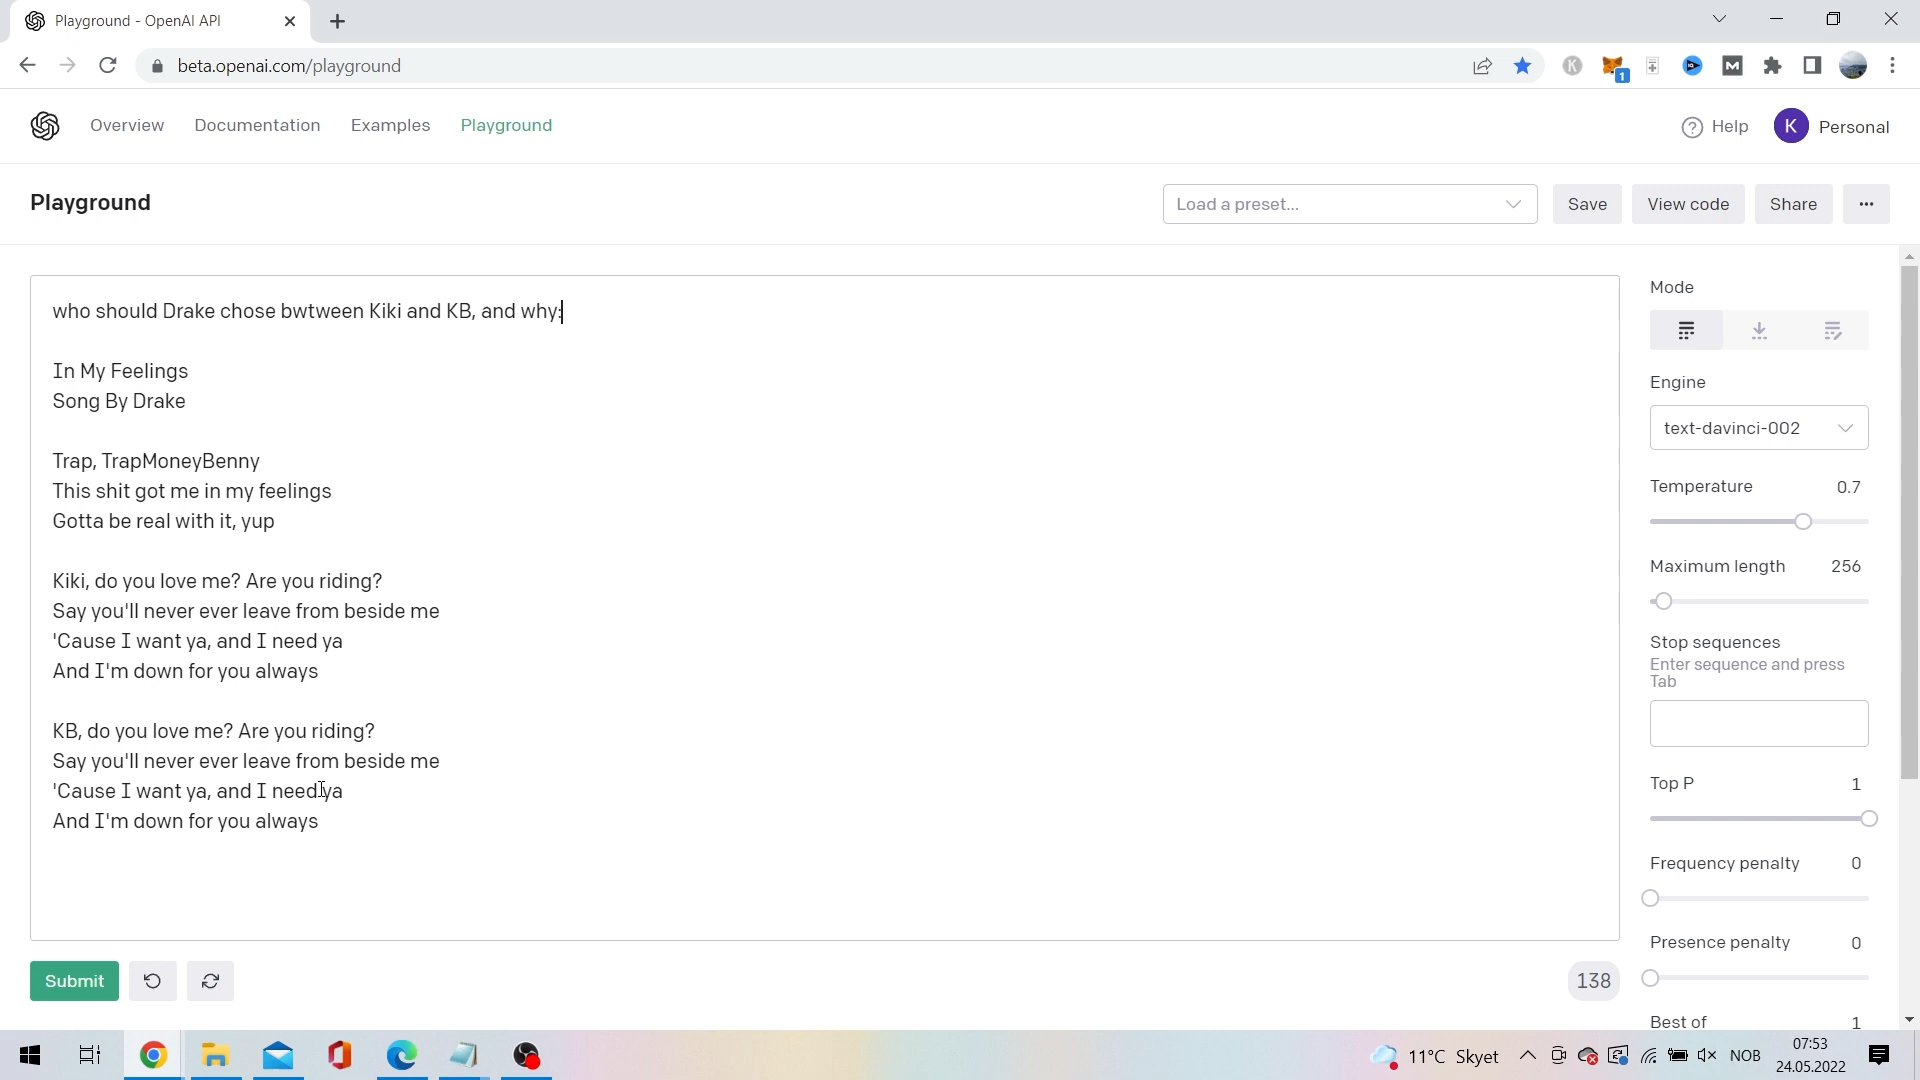 Playground - OpenAI API
beta.openai.com/playground
1
Overview
Documentation
Examples
Playground
Help
K
Personal
Playground
Load a preset...
Save
View code
Share
who should Drake chose bwtween Kiki and KB, and why:
In My Feelings
Song By Drake
Trap, TrapMoneyBenny
This shit got me in my feelings
Gotta be real with it, yup
Kiki, do you love me? Are you riding?
Say you'll never ever leave from beside me
'Cause I want ya, and I need ya
And I'm down for you always
KB, do you love me? Are you riding?
Say you'll never ever leave from beside me
'Cause I want ya, and I need ya
And I'm down for you always
Submit
138
Mode
Engine
text-davinci-002
Temperature 0.7
Maximum length 256
Stop sequences
Enter sequence and press
Tab
Top P 1
Frequency penalty 0
Presence penalty 0
Best of 1
11°C Skyet
NOB
07:53
24.05.2022